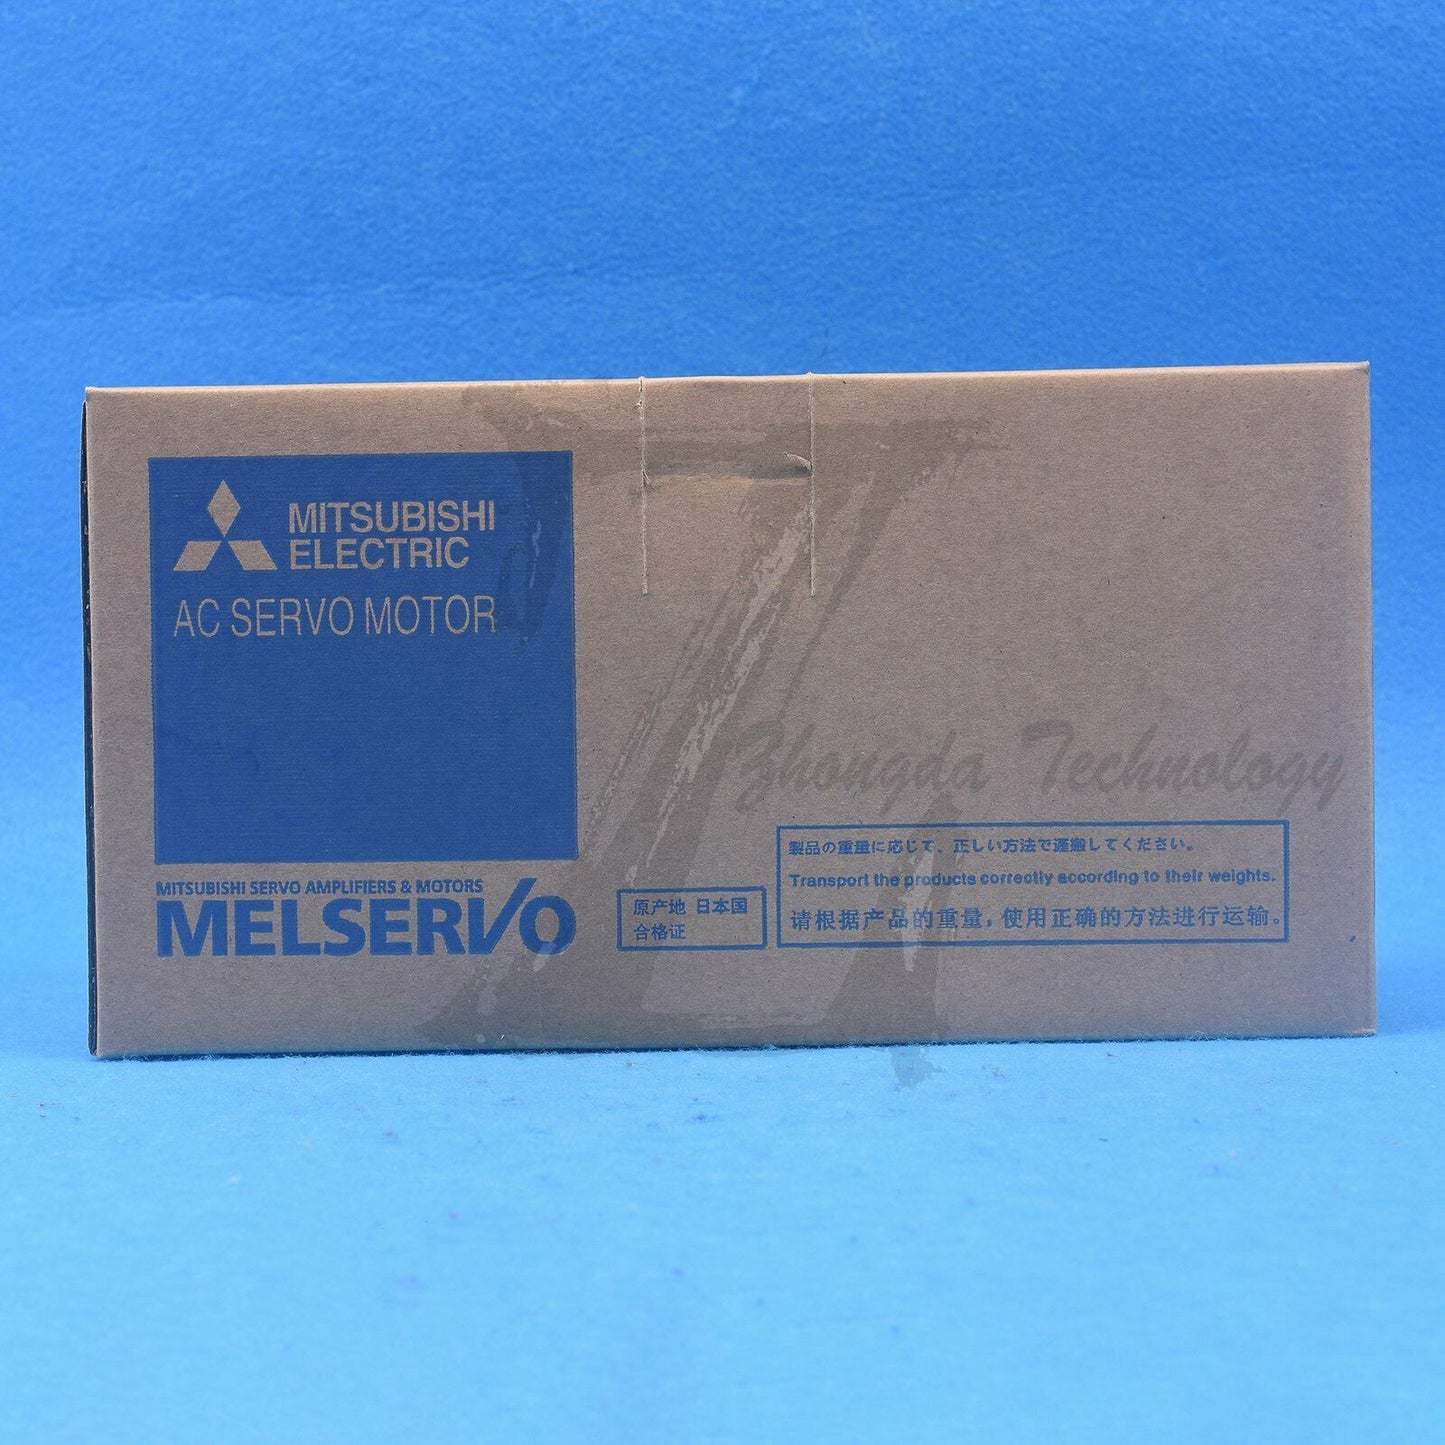 MITSUBISHI
ELECTRIC
AC SERVO MOTOR
MITSUBISHI SERVO AMPLIFIERS & MOTORS
MELSERVO
原产地 日本国
合格证
Zhongda Technology
製品の重量に応じて、正しい方法で運搬してください。
Transport the products correctly according to their weights.
请根据产品的重量，使用正确的方法进行运输。